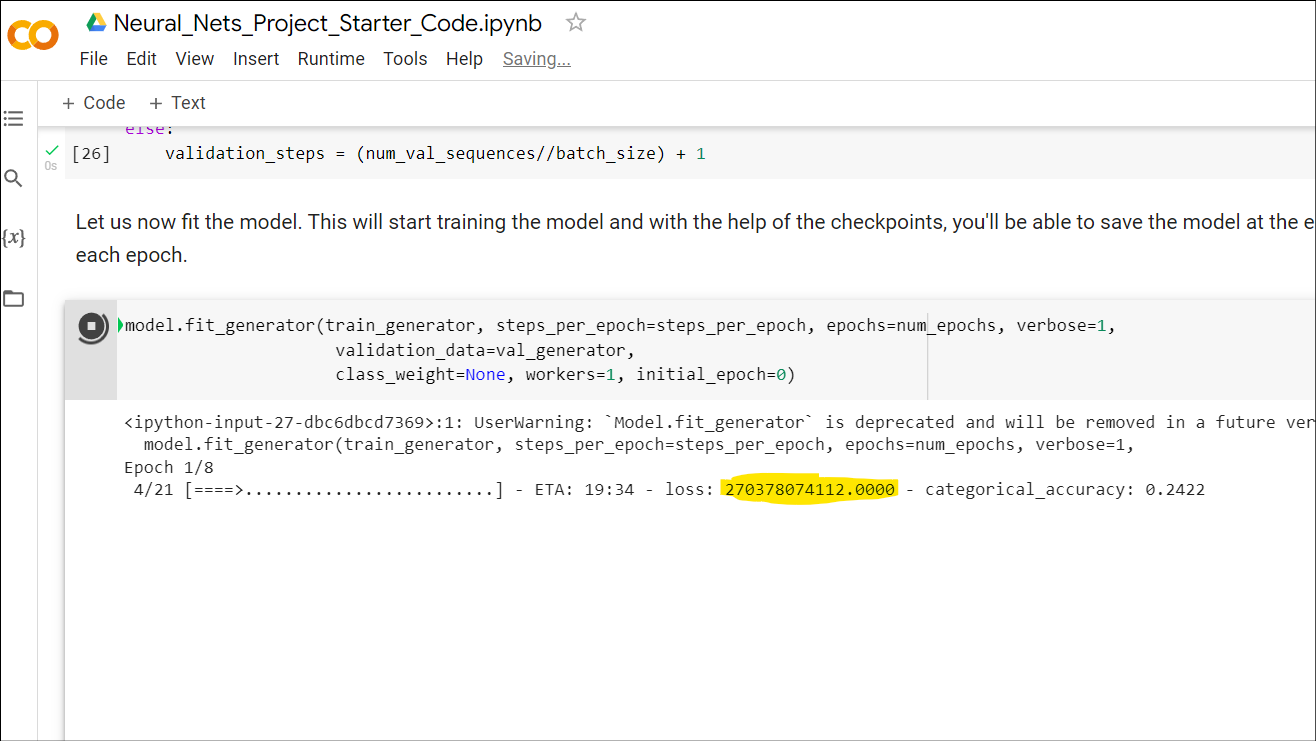 Neural_Nets_Project_Starter_Code.ipynb
File Edit View Insert Runtime Tools Help Saving...
+ Code + Text
else:
[26] validation_steps = (num_val_sequences//batch_size) + 1
0s
Let us now fit the model. This will start training the model and with the help of the checkpoints, you'll be able to save the model at the e
each epoch.
{x}
model.fit_generator(train_generator, steps_per_epoch=steps_per_epoch, epochs=num_epochs, verbose=1,
validation_data=val_generator,
class_weight=None, workers=1, initial_epoch=0)
<ipython-input-27-dbc6dbcd7369>:1: UserWarning: `Model.fit_generator` is deprecated and will be removed in a future ver
model.fit_generator(train_generator, steps_per_epoch=steps_per_epoch, epochs=num_epochs, verbose=1,
Epoch 1/8
4/21 [====>.........................] - ETA: 19:34 - loss: 270378074112.0000 - categorical_accuracy: 0.2422